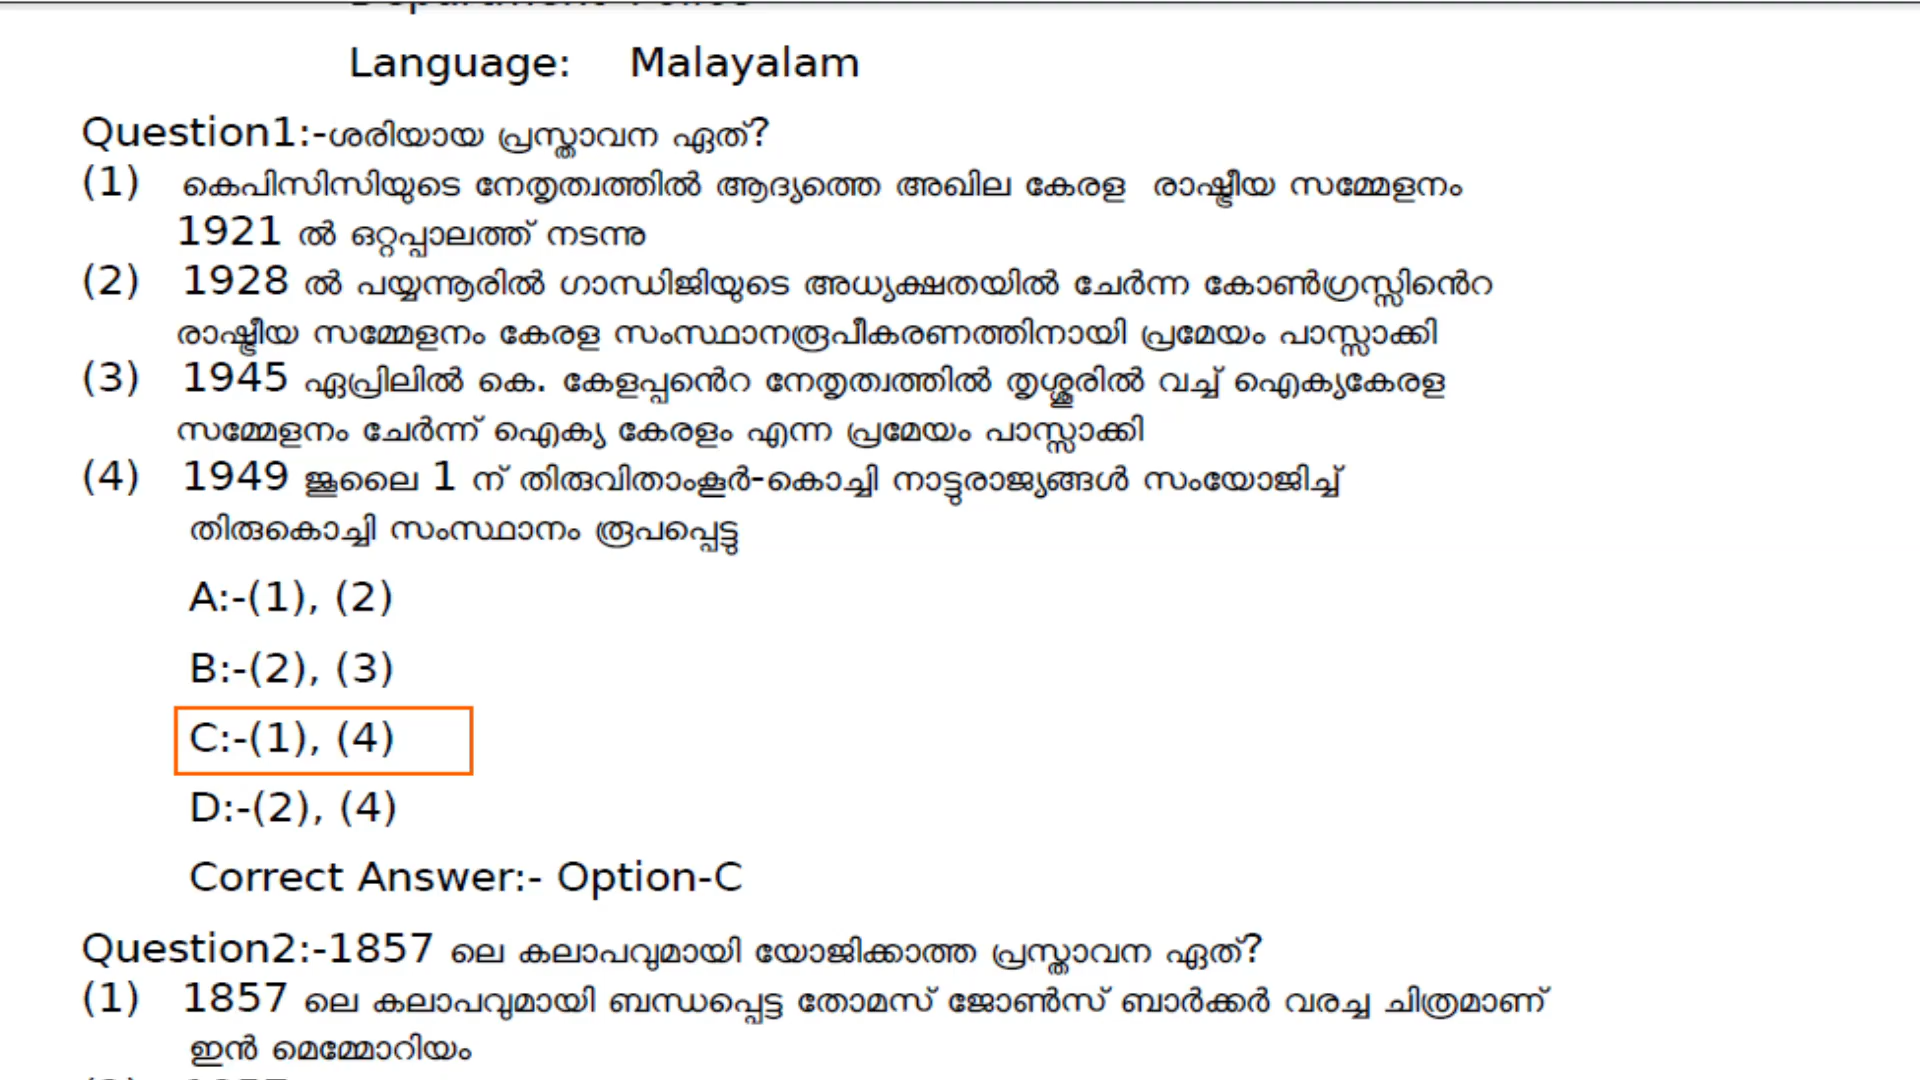 Language: Malayalam
Question1:-ശരിയായ പ്രസ്താവന ഏത്?
(1) കെപിസിസിയുടെ നേതൃത്വത്തിൽ ആദ്യത്തെ അഖില കേരള രാഷ്ട്രീയ സമ്മേളനം
1921 ൽ ഒറ്റപ്പാലത്ത് നടന്നു
(2) 1928 ൽ പയ്യന്നൂരിൽ ഗാന്ധിജിയുടെ അധ്യക്ഷതയിൽ ചേർന്ന കോൺഗ്രസ്സിൻെറ
രാഷ്ട്രീയ സമ്മേളനം കേരള സംസ്ഥാനരൂപീകരണത്തിനായി പ്രമേയം പാസ്സാക്കി
(3) 1945 ഏപ്രിലിൽ കെ. കേളപ്പൻെറ നേതൃത്വത്തിൽ തൃശ്ശൂരിൽ വച്ച് ഐക്യകേരള
സമ്മേളനം ചേർന്ന് ഐക്യ കേരളം എന്ന പ്രമേയം പാസ്സാക്കി
(4) 1949 ജൂലൈ 1 ന് തിരുവിതാംകൂർ-കൊച്ചി നാട്ടുരാജ്യങ്ങൾ സംയോജിച്ച്
തിരുകൊച്ചി സംസ്ഥാനം രൂപപ്പെട്ടു
A:-(1), (2)
B:-(2), (3)
C:-(1), (4)
D:-(2), (4)
Correct Answer:- Option-C
Question2:-1857 ലെ കലാപവുമായി യോജിക്കാത്ത പ്രസ്താവന ഏത്?
(1) 1857 ലെ കലാപവുമായി ബന്ധപ്പെട്ട തോമസ് ജോൺസ് ബാർക്കർ വരച്ച ചിത്രമാണ്
ഇൻ മെമ്മോറിയം